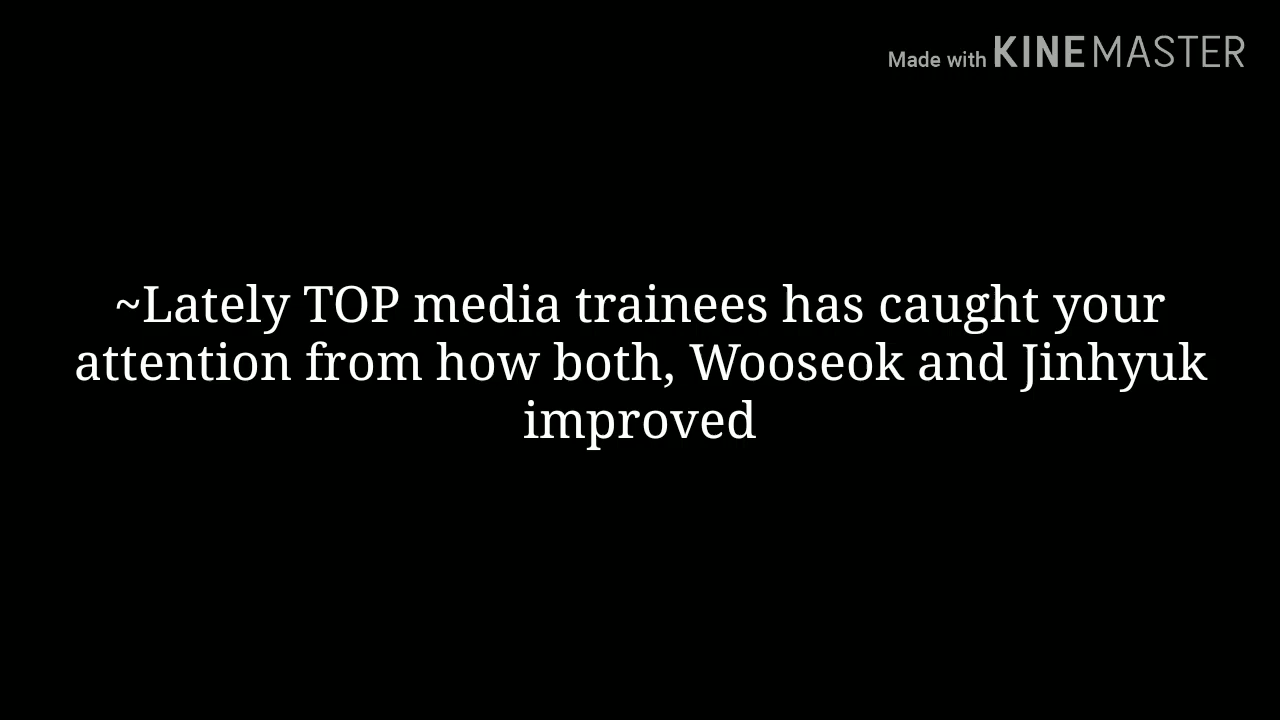 Made with KINEMASTER
~Lately TOP media trainees has caught your
attention from how both, Wooseok and Jinhyuk
improved